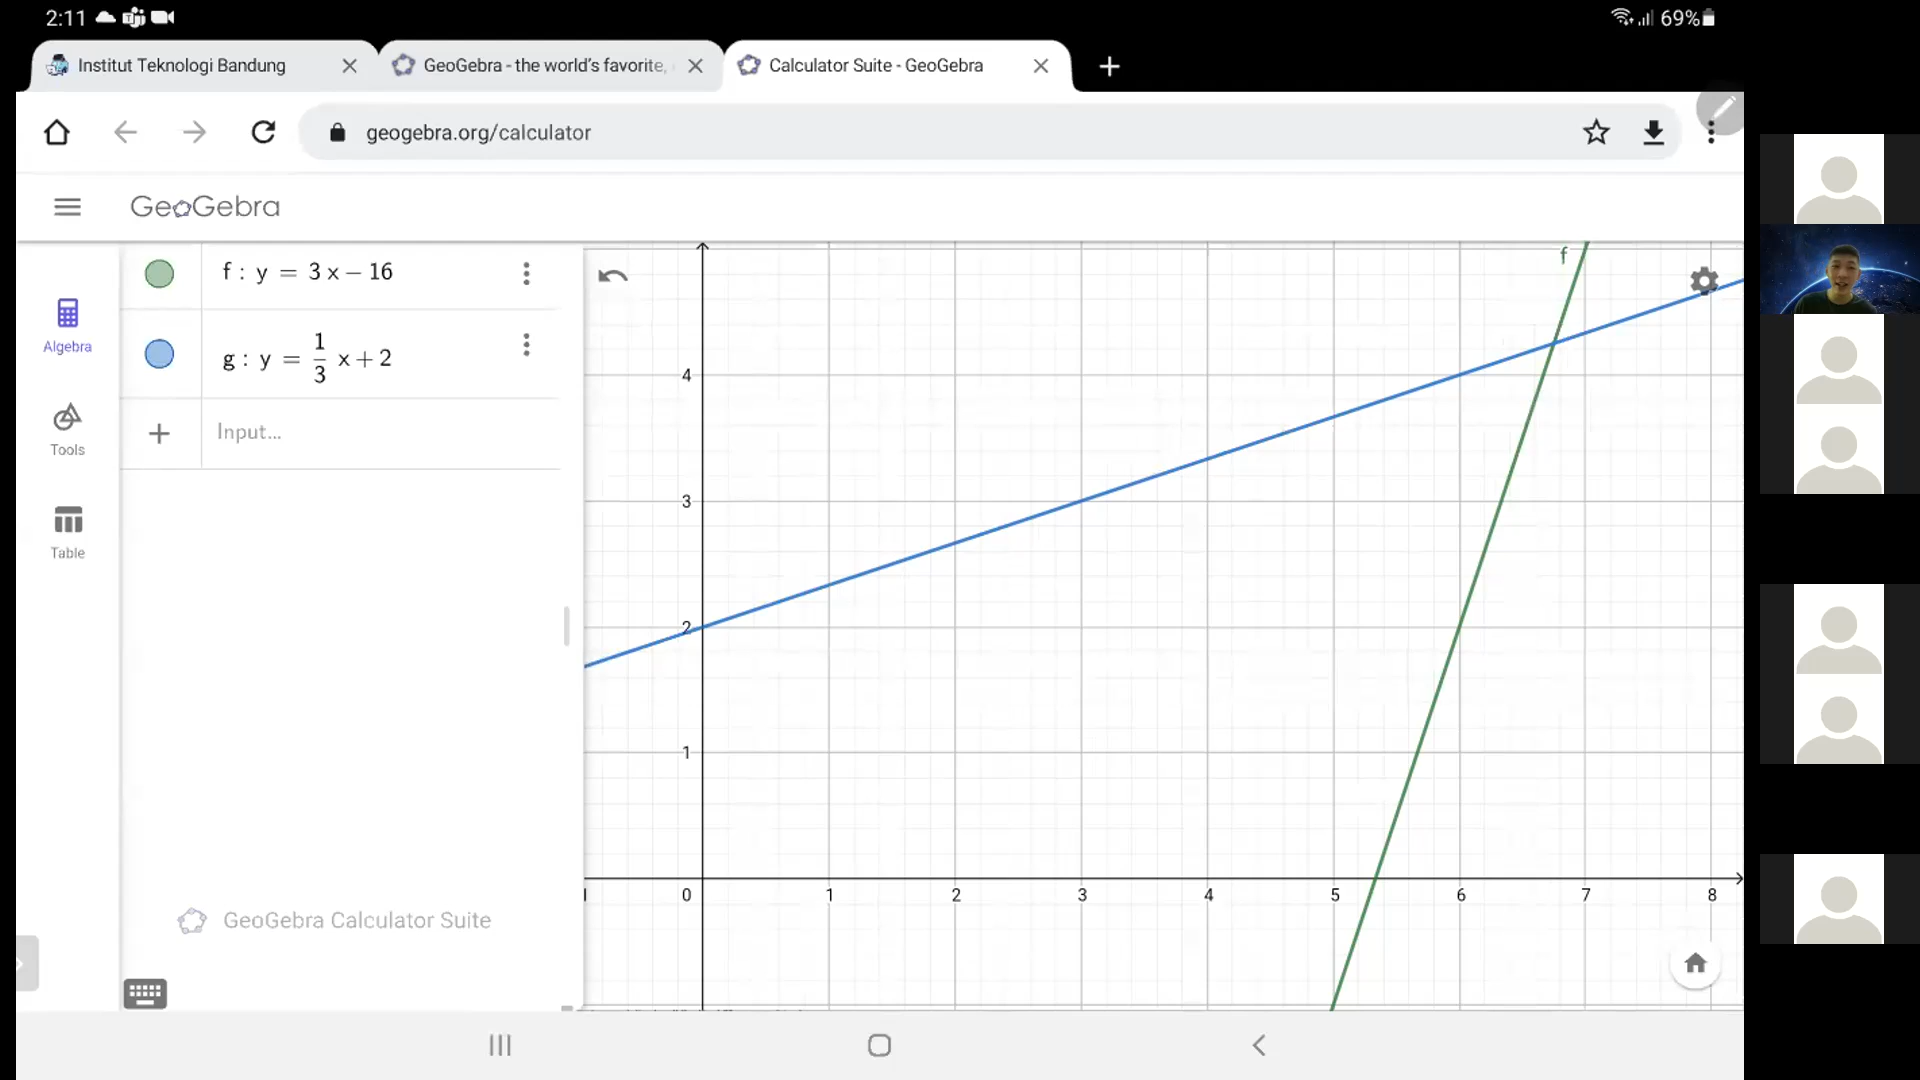 2:11
69%
Institut Teknologi Bandung
GeoGebra - the world's favorite,
Calculator Suite - GeoGebra
geogebra.org/calculator
GeoGebra
f : y = 3 x − 16
g : y = 1/3 x + 2
Input...
Algebra
Tools
Table
GeoGebra Calculator Suite
f
4
3
2
1
0 1 2 3 4 5 6 7 8